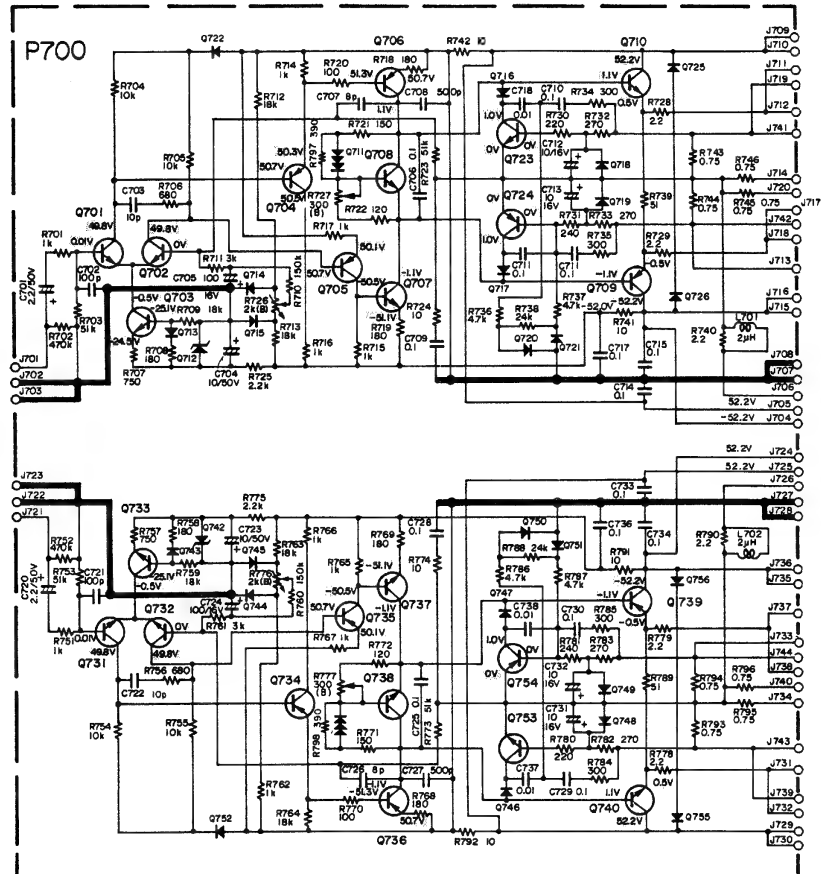 P700
Q722
R714
1k
R720
100
Q706
R718 180
51.3V
50.7V
R742 10
Q710
52.2V
Q725
J709
J710
J711
J719
J712
J741
J714
J720
J717
J742
J718
J713
J716
J715
J708
J707
J706
J705
J704
R704
10k
R712
18k
C707 8p
1.1V
C708 500p
Q716
C718
0.01
C710
0.1
R734 300
1.1V
0.5V
R728
2.2
R721 150
R797 390
Q711
Q708
1.0V
0V
Q723
R730
220
R732
270
C712
10/16V
Q718
R743
0.75
R746
0.75
R705
10k
50.3V
50.7V
Q704
50.5V
R727
300
(B)
C706 0.1
R723 51k
Q724
0V
C713
10
16V
Q719
R739
51
R744
0.75
R745 0.75
0.75
C703
10p
R706
680
R722 120
R717 1k
50.1V
1.0V
R731
240
R733 270
R735
300
R729
2.2
-0.5V
Q701
49.8V
49.8V
R701
1k
0.01V
0V
Q702
R711 3k
C705
100
16V
Q714
R710 150k
50.7V
Q705
50.5V
-1.1V
Q707
-51.1V
C711
0.1
C711
0.1
Q717
-1.1V
Q709
C701
2.2/50V
C702
100p
-0.5V
Q703
-25.1V
R709 18k
R726
2k(B)
Q715
R713
18k
R719
180
R724
10
C709
0.1
R736
4.7k
R738
24k
R737
4.7k
-52.0V
-52.2V
R741
10
Q726
R703
51k
R702
470k
-24.5V
Q713
R708
180
Q712
R707
750
C704
10/50V
R725
2.2k
R716
1k
R715
1k
Q720
Q721
C717
0.1
C715
0.1
C714
0.1
R740
2.2
L701
2μH
J701
J702
J703
52.2V
-52.2V
J723
J722
J721
52.2V
52.2V
J724
J725
J726
J727
J728
J736
J735
J737
J733
J744
J738
J740
J734
J743
J731
J739
J732
J729
J730
Q733
R757
750
R758
180
Q742
R775
2.2k
C723
10/50V
Q743
Q745
R763
18k
R766
1k
R765
1k
R769
180
C728
0.1
-51.1V
R774
10
Q750
R788 24k
R786
4.7k
Q751
R787
4.7k
C733
0.1
C736
0.1
C734
0.1
R791
10
-52.2V
Q756
R790
2.2
L702
2μH
R752
470k
R753
51k
C721
100p
C720
2.2/50V
-25.1V
R759
18k
-0.5V
R776
2k(B)
R760 150k
Q744
C724
100/16V
R761 3k
-50.5V
50.7V
-1.1V
Q737
Q735
50.1V
Q747
C738
0.01
C730
0.1
R785
300
-1.1V
Q739
-0.5V
R751
1k
0.01V
Q732
0V
49.8V
49.8V
Q731
R767 1k
R772
120
1.0V
0V
Q754
R781
240
R783
270
C732
10
16V
R779
2.2
Q749
R789
51
R794
0.75
R796
0.75
R795
0.75
R756 680
C722
10p
Q734
R777
300
(B)
Q738
C725 0.1
R773 51k
Q753
C731
10
16V
Q748
R793
0.75
R754
10k
R755
10k
R798 390
R771
150
0V
R780
220
R782 270
R784
300
R778
2.2
0.5V
R762
1k
C726 8p
-1.1V
-51.3V
C727 500p
C737
0.01
C729 0.1
Q746
1.1V
Q740
52.2V
Q752
R764
18k
R770
100
R768
180
50.7V
Q736
R792 10
Q755